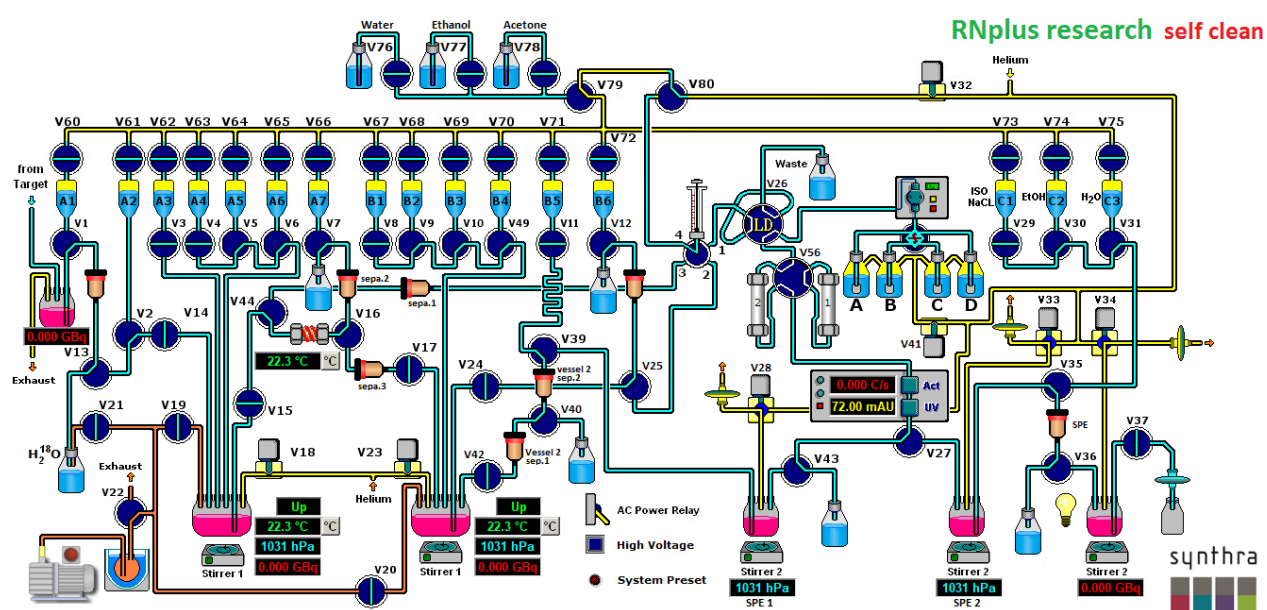 RNplus research self clean
Water Ethanol Acetone
V76 V77 V78
V79 V80 V32 Helium
V60 V61 V62 V63 V64 V65 V66 V67 V68 V69 V70 V71 V72 V73 V74 V75
from
Target
Waste
V26
A1 A2 A3 A4 A5 A6 A7 B1 B2 B3 B4 B5 B6
ISO
NaCL
C1 EtOH C2 H2O C3
V1 V3 V4 V5 V6 V7 V8 V9 V10 V49 V11 V12 V29 V30 V31
JLD
4 1
3 2
V56
sepa.2
sepa.1
2 1
A B C D
V44
V16
V2 V14
0.000 GBq
V33 V34
V41
Exhaust
V13
22.3 °C °C
sepa.3
V17
V24
V39
V25
vessel 2
sep.2
V28
0.000 C/s Act
72.00 mAU UV
V35
V21 V19
V15
V40
SPE
V37
H2 18O
V18 V23
Vessel 2
sep.1
V42
V43
V27
V36
Exhaust
V22
Helium
Up
22.3 °C °C
1031 hPa
0.000 GBq
Stirrer 1
Up
22.3 °C °C
1031 hPa
0.000 GBq
Stirrer 1
V20
AC Power Relay
High Voltage
System Preset
Stirrer 2
1031 hPa
SPE 1
Stirrer 2
1031 hPa
SPE 2
Stirrer 2
0.000 GBq
synthra